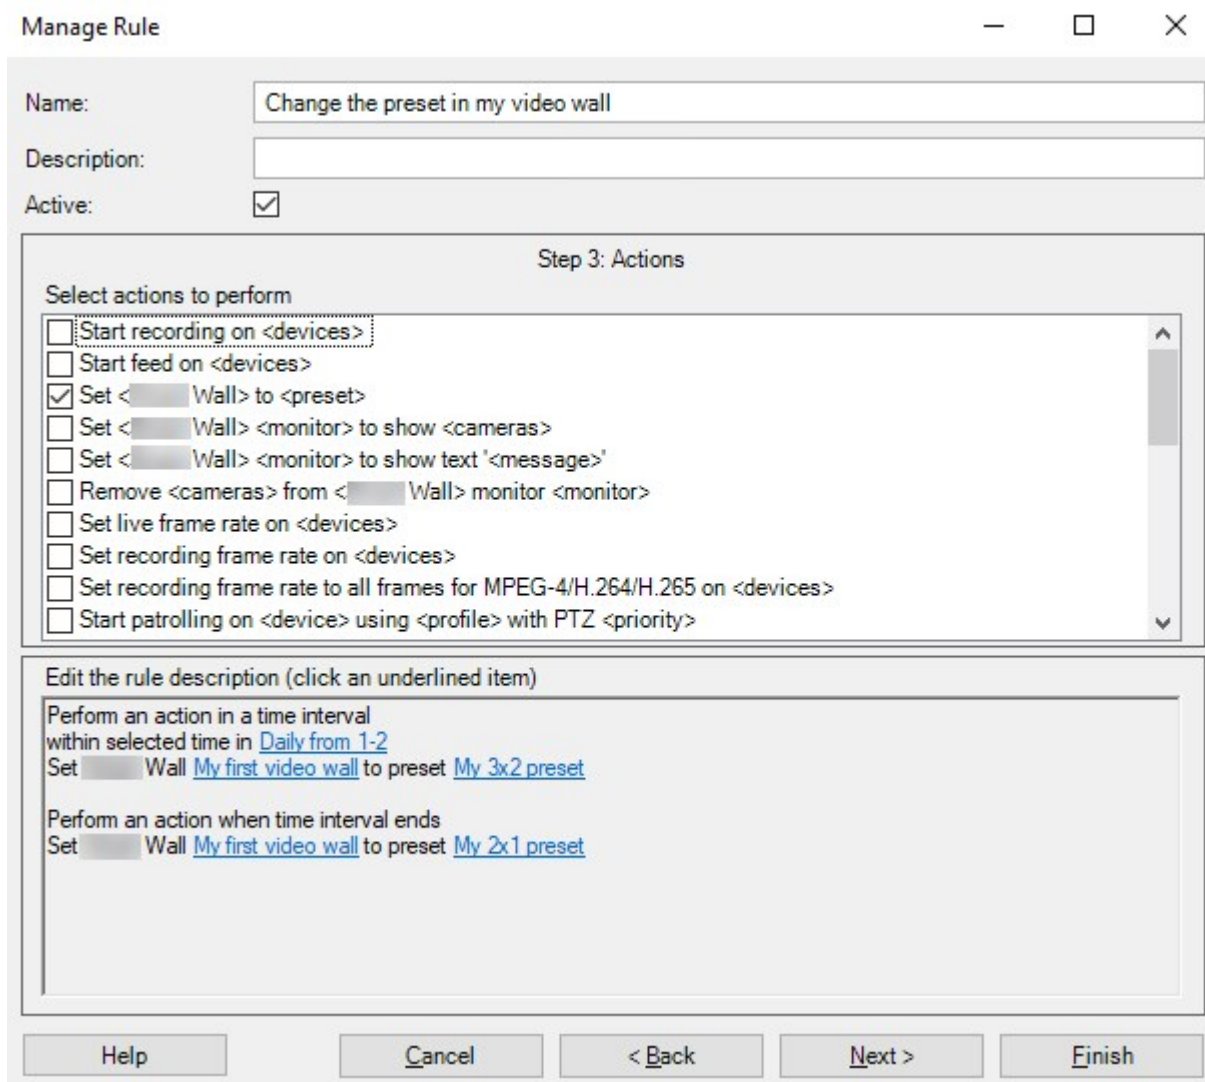 Manage Rule
Name: Change the preset in my video wall
Description:
Active:
Step 3: Actions
Select actions to perform
Start recording on <devices>
Start feed on <devices>
Set < Wall> to <preset>
Set < Wall> <monitor> to show <cameras>
Set < Wall> <monitor> to show text '<message>'
Remove <cameras> from < Wall> monitor <monitor>
Set live frame rate on <devices>
Set recording frame rate on <devices>
Set recording frame rate to all frames for MPEG-4/H.264/H.265 on <devices>
Start patrolling on <device> using <profile> with PTZ <priority>
Edit the rule description (click an underlined item)
Perform an action in a time interval
within selected time in Daily from 1-2
Set Wall My first video wall to preset My 3x2 preset
Perform an action when time interval ends
Set Wall My first video wall to preset My 2x1 preset
Help Cancel < Back Next > Finish